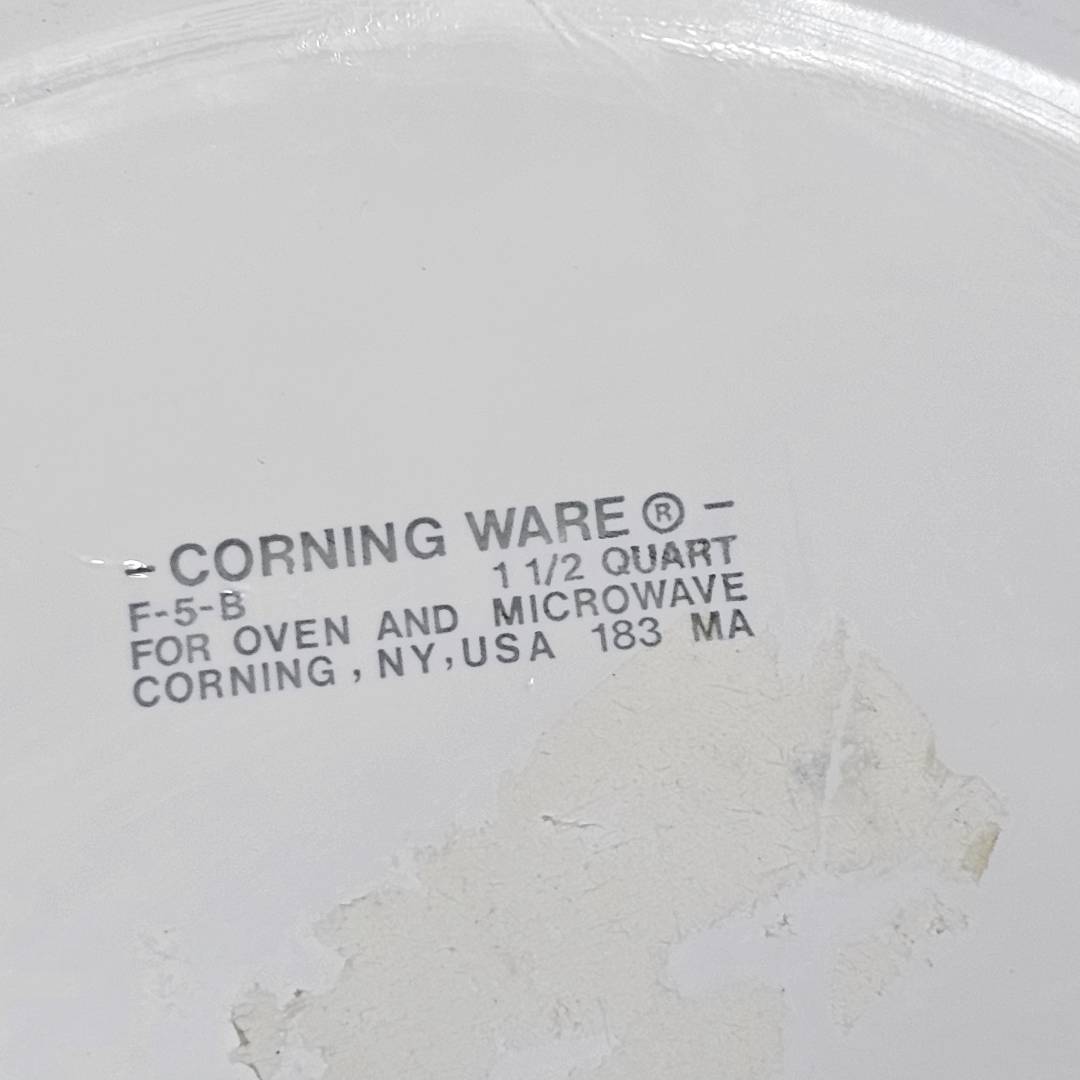 - CORNING WARE ® -
F-5-B 1 1/2 QUART
FOR OVEN AND MICROWAVE
CORNING , NY, USA 183 MA